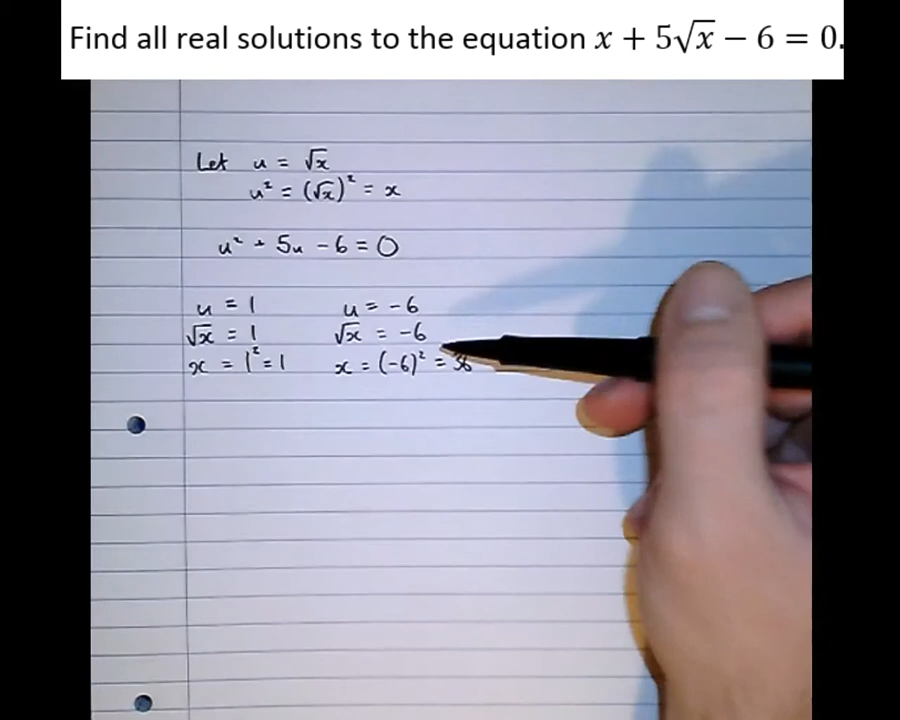 Find all real solutions to the equation x + 5√x − 6 = 0.
Let u = √x
u² = (√x)² = x
u² + 5u − 6 = 0
u = 1 u = −6
√x = 1 √x = −6
x = 1² = 1 x = (−6)² = 36